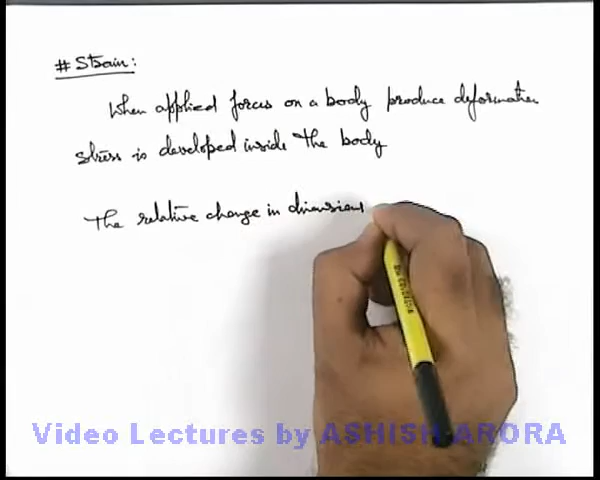 # Strain:
When applied forces on a body produce deformation
stress is developed inside the body
The relative change in dimensions
Video Lectures by ASHISH ARORA